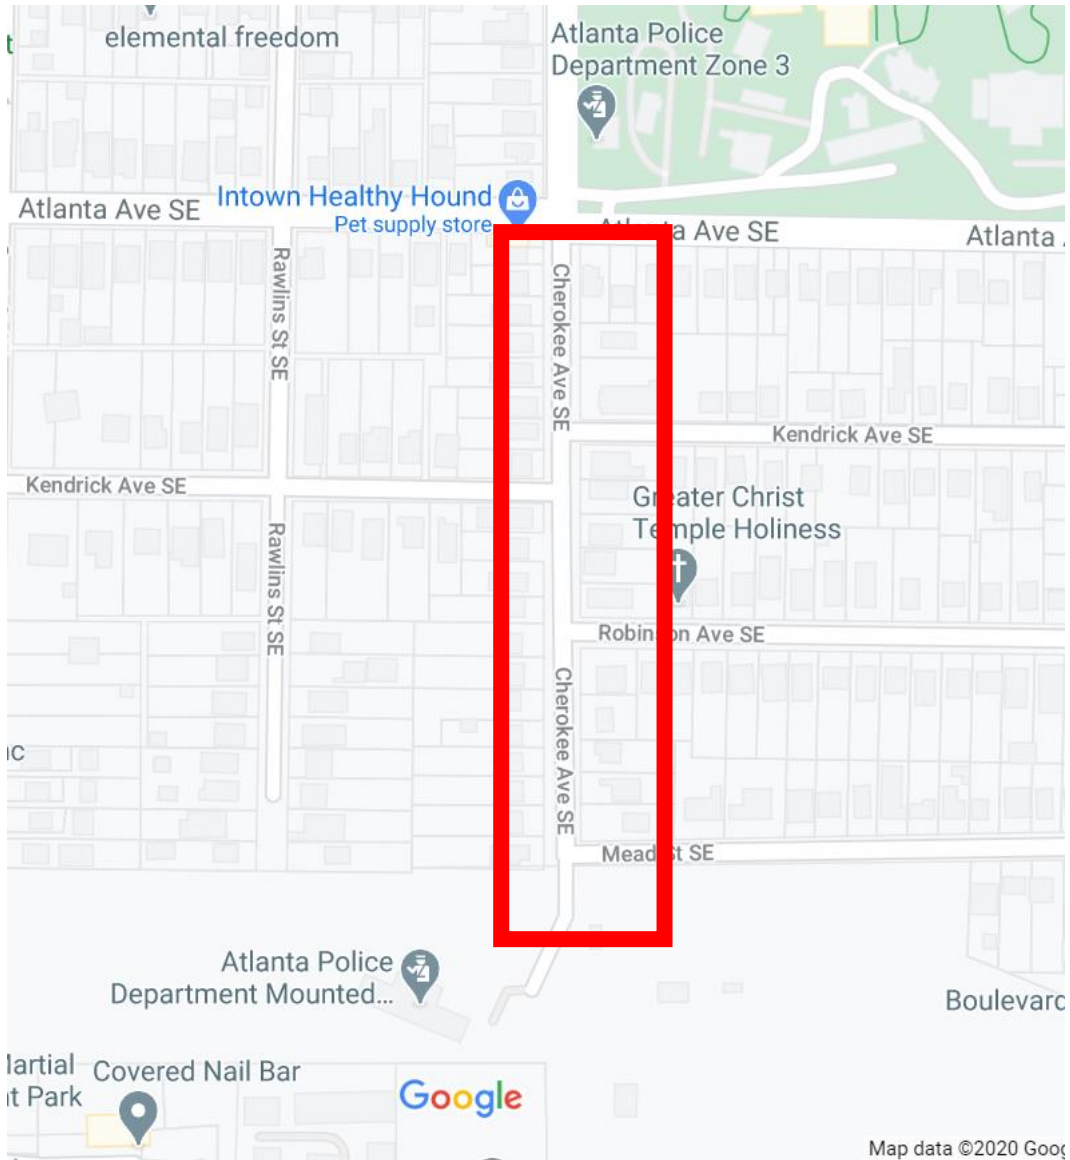 elemental freedom
Atlanta Police
Department Zone 3
Intown Healthy Hound
Pet supply store
Atlanta Ave SE
Atlanta Ave SE
Atlanta
Rawlins St SE
Cherokee Ave SE
Kendrick Ave SE
Kendrick Ave SE
Greater Christ
Temple Holiness
Rawlins St SE
Robinson Ave SE
Cherokee Ave SE
Mead St SE
Atlanta Police
Department Mounted...
Boulevard
Martial
Park
Covered Nail Bar
Google
Map data ©2020 Goog